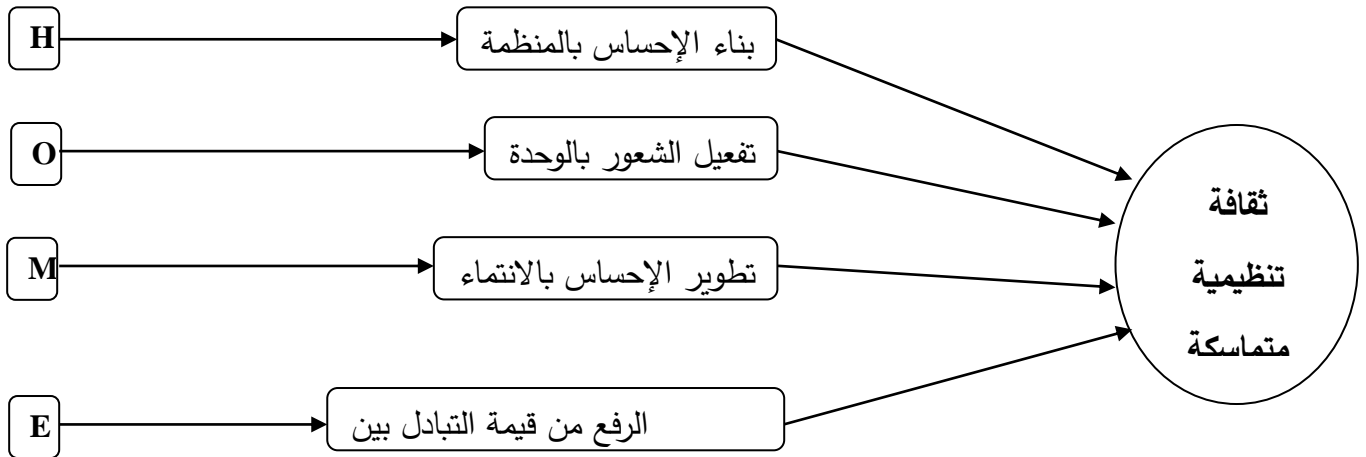 H
بناء الإحساس بالمنظمة
O
تفعيل الشعور بالوحدة
M
تطوير الإحساس بالانتماء
E
الرفع من قيمة التبادل بين
ثقافة
تنظيمية
متماسكة